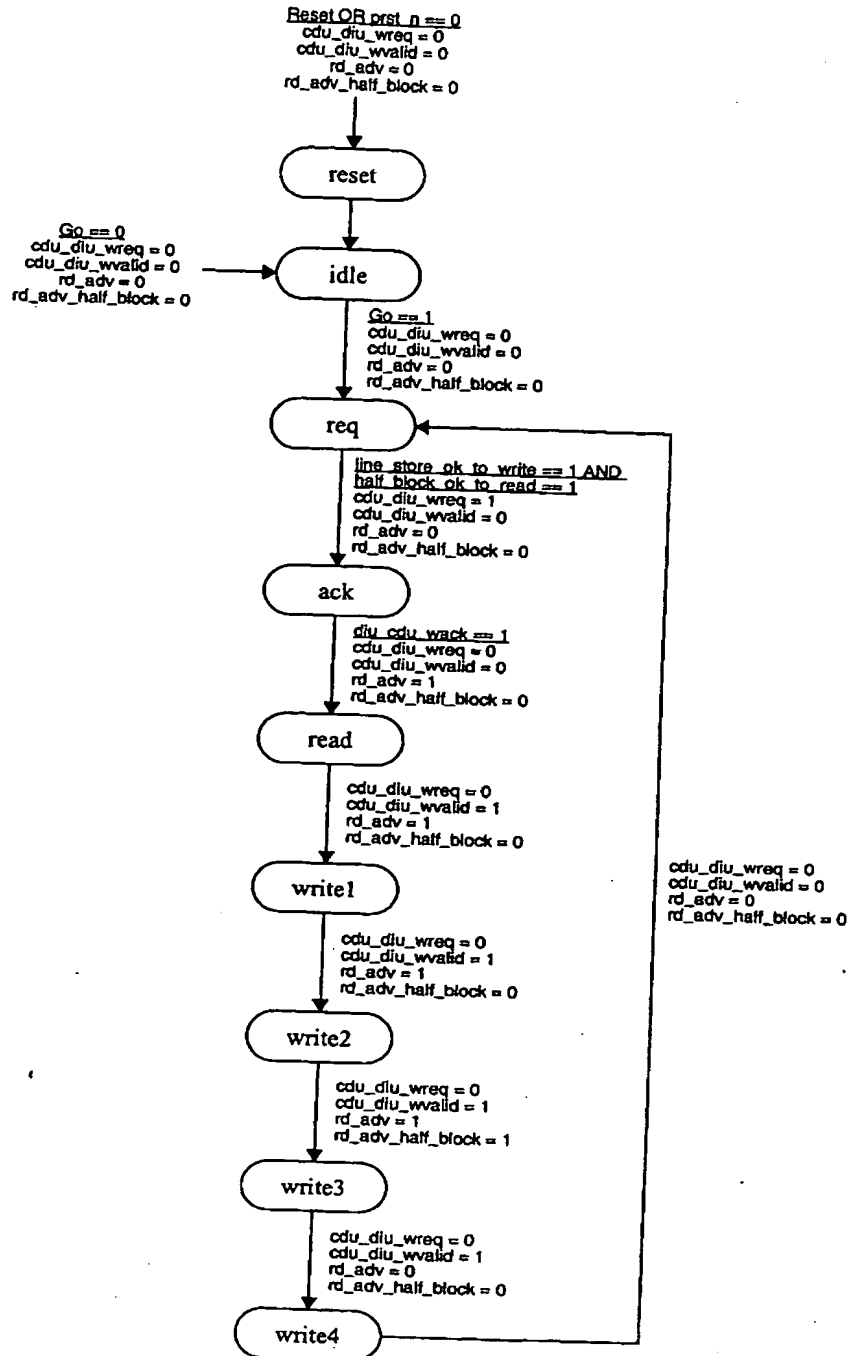 Reset OR prst_n == 0
cdu_diu_wreq = 0
cdu_diu_wvalid = 0
rd_adv = 0
rd_adv_half_block = 0
reset
Go == 0
cdu_diu_wreq = 0
cdu_diu_wvalid = 0
rd_adv = 0
rd_adv_half_block = 0
idle
Go == 1
cdu_diu_wreq = 0
cdu_diu_wvalid = 0
rd_adv = 0
rd_adv_half_block = 0
req
line_store_ok_to_write == 1 AND
half_block_ok_to_read == 1
cdu_diu_wreq = 1
cdu_diu_wvalid = 0
rd_adv = 0
rd_adv_half_block = 0
ack
diu_cdu_wack == 1
cdu_diu_wreq = 0
cdu_diu_wvalid = 0
rd_adv = 1
rd_adv_half_block = 0
read
cdu_diu_wreq = 0
cdu_diu_wvalid = 1
rd_adv = 1
rd_adv_half_block = 0
write1
cdu_diu_wreq = 0
cdu_diu_wvalid = 0
rd_adv = 0
rd_adv_half_block = 0
cdu_diu_wreq = 0
cdu_diu_wvalid = 1
rd_adv = 1
rd_adv_half_block = 0
write2
cdu_diu_wreq = 0
cdu_diu_wvalid = 1
rd_adv = 1
rd_adv_half_block = 1
write3
cdu_diu_wreq = 0
cdu_diu_wvalid = 1
rd_adv = 0
rd_adv_half_block = 0
write4